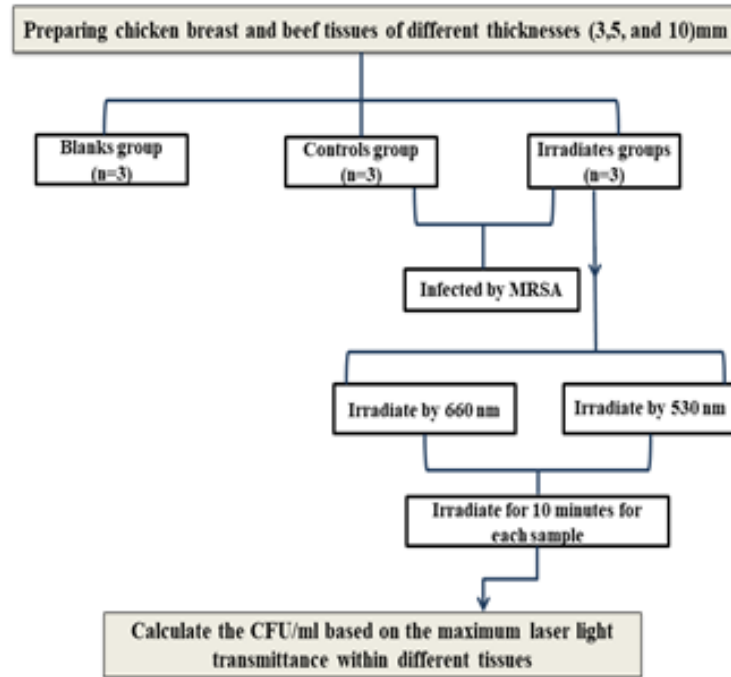 Preparing chicken breast and beef tissues of different thicknesses (3,5, and 10)mm
Blanks group
(n=3)
Controls group
(n=3)
Irradiates groups
(n=3)
Infected by MRSA
Irradiate by 660 nm
Irradiate by 530 nm
Irradiate for 10 minutes for
each sample
Calculate the CFU/ml based on the maximum laser light
transmittance within different tissues